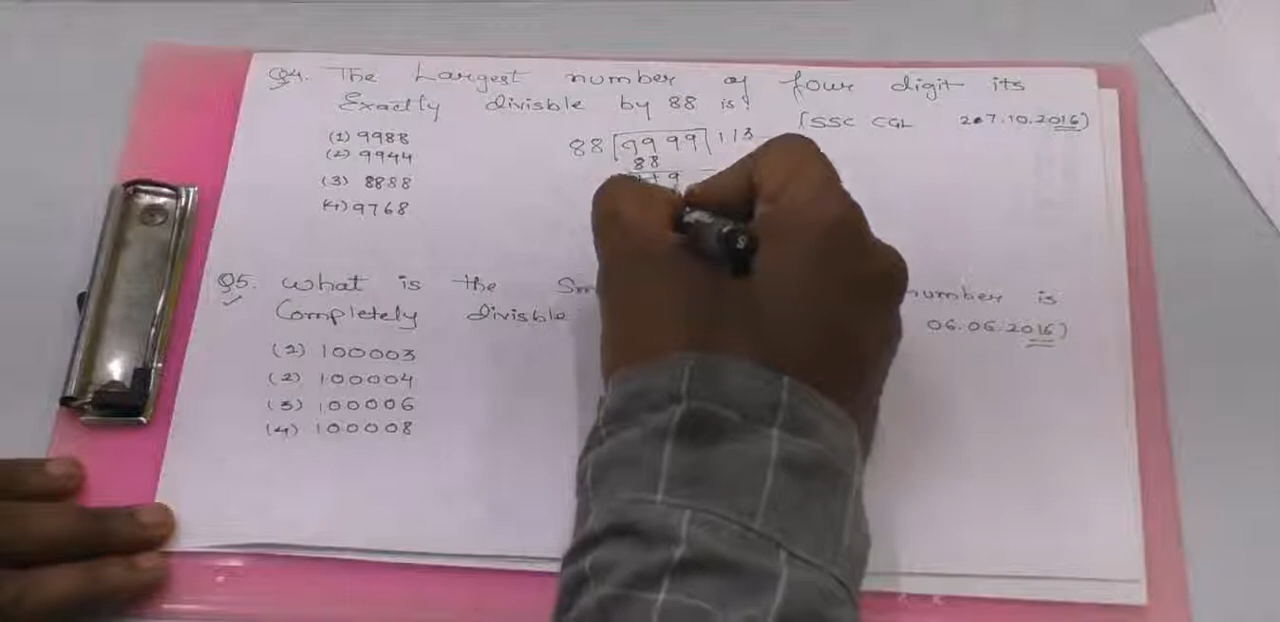 Q4. The Largest number of four digit its
Exactly divisble by 88 is?
[SSC CGL 27.10.2016)
(1) 9988
(2) 9944
(3) 8888
(4) 9768
88 9999 113
88
Q5. What is the Sm number is
Completely divisble 06.06.2016)
(1) 100003
(2) 100004
(3) 100006
(4) 100008